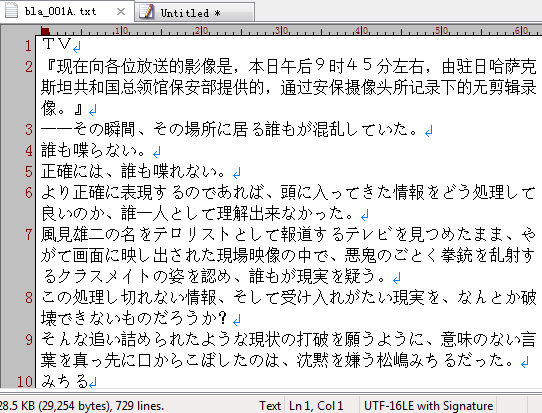 bla_001A.txt
Untitled *
10 20 30 40 50
1 ＴＶ
2 『现在向各位放送的影像是，本日午后９时４５分左右，由驻日哈萨克
斯坦共和国总领馆保安部提供的，通过安保摄像头所记录下的无剪辑录
像。』
3 ――その瞬間、その場所に居る誰もが混乱していた。
4 誰も喋らない。
5 正確には、誰も喋れない。
6 より正確に表現するのであれば、頭に入ってきた情報をどう処理して
良いのか、誰一人として理解出来なかった。
7 風見雄二の名をテロリストとして報道するテレビを見つめたまま、や
がて画面に映し出された現場映像の中で、悪鬼のごとく拳銃を乱射す
るクラスメイトの姿を認め、誰もが現実を疑う。
8 この処理し切れない情報、そして受け入れがたい現実を、なんとか破
壊できないものだろうか？
9 そんな追い詰められたような現状の打破を願うように、意味のない言
葉を真っ先に口からこぼしたのは、沈黙を嫌う松嶋みちるだった。
10 みちる
28.5 KB (29,254 bytes), 729 lines. Text Ln 1, Col 1 UTF-16LE with Signature